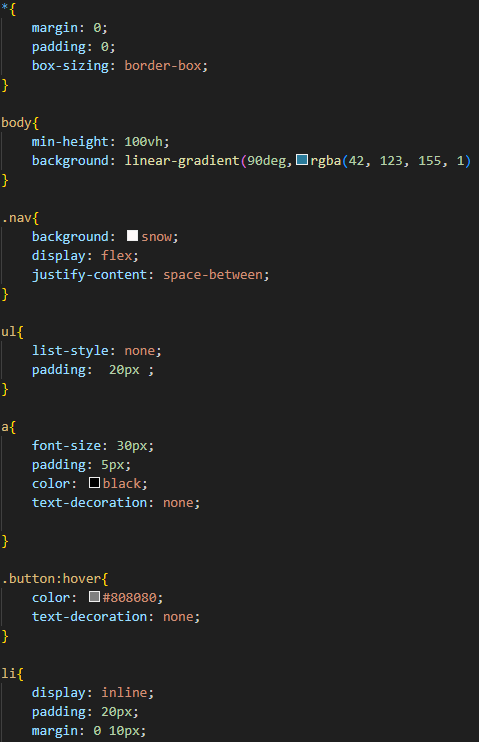 *{
margin: 0;
padding: 0;
box-sizing: border-box;
}
body{
min-height: 100vh;
background: linear-gradient(90deg,rgba(42, 123, 155, 1)
}
.nav{
background: snow;
display: flex;
justify-content: space-between;
}
ul{
list-style: none;
padding:  20px ;
}
a{
font-size: 30px;
padding: 5px;
color: black;
text-decoration: none;
}
.button:hover{
color: #808080;
text-decoration: none;
}
li{
display: inline;
padding: 20px;
margin: 0 10px;